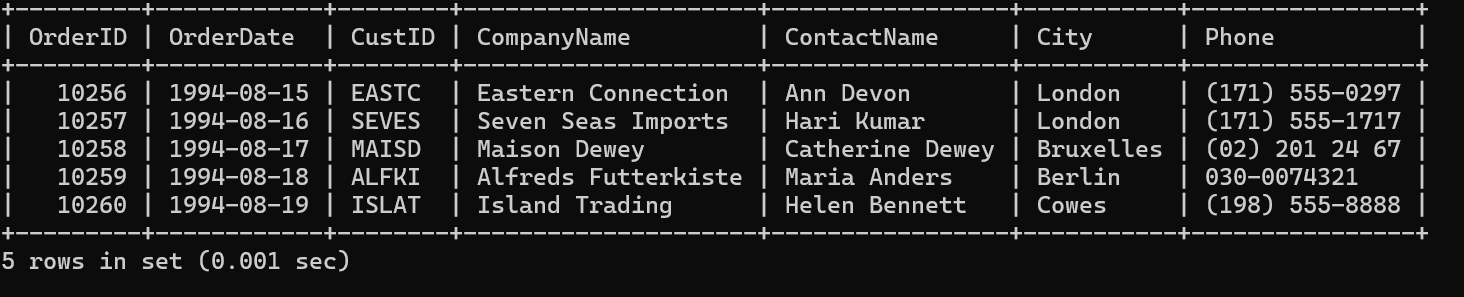 +----------+------------+--------+---------------------+----------------+-----------+----------------+
| OrderID | OrderDate  | CustID | CompanyName         | ContactName     | City      | Phone          |
+----------+------------+--------+---------------------+----------------+-----------+----------------+
|   10256 | 1994-08-15 | EASTC  | Eastern Connection  | Ann Devon       | London    | (171) 555-0297 |
|   10257 | 1994-08-16 | SEVES  | Seven Seas Imports  | Hari Kumar      | London    | (171) 555-1717 |
|   10258 | 1994-08-17 | MAISD  | Maison Dewey        | Catherine Dewey | Bruxelles | (02) 201 24 67 |
|   10259 | 1994-08-18 | ALFKI  | Alfreds Futterkiste | Maria Anders    | Berlin    | 030-0074321    |
|   10260 | 1994-08-19 | ISLAT  | Island Trading      | Helen Bennett   | Cowes     | (198) 555-8888 |
+----------+------------+--------+---------------------+----------------+-----------+----------------+
5 rows in set (0.001 sec)